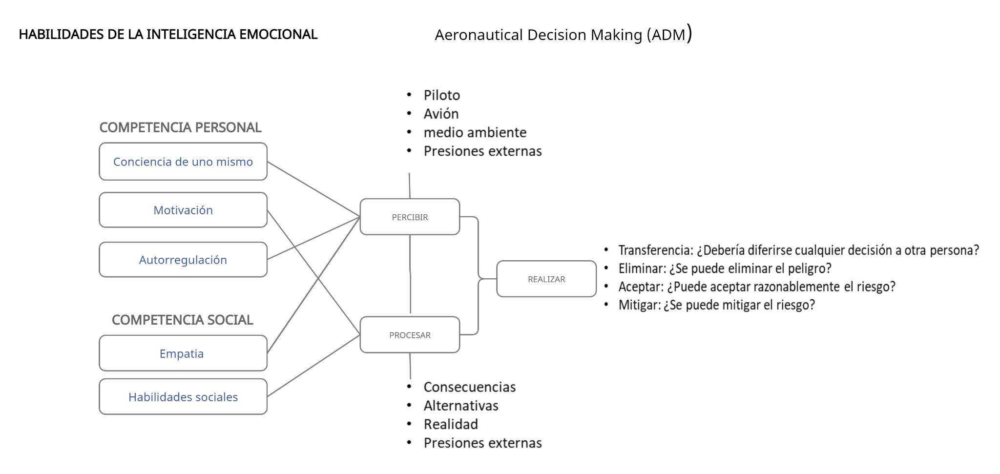 HABILIDADES DE LA INTELIGENCIA EMOCIONAL
Aeronautical Decision Making (ADM)
• Piloto
• Avión
• medio ambiente
• Presiones externas
COMPETENCIA PERSONAL
Conciencia de uno mismo
Motivación
Autorregulación
COMPETENCIA SOCIAL
Empatia
Habilidades sociales
PERCIBIR
PROCESAR
REALIZAR
• Transferencia: ¿Debería diferirse cualquier decisión a otra persona?
• Eliminar: ¿Se puede eliminar el peligro?
• Aceptar: ¿Puede aceptar razonablemente el riesgo?
• Mitigar: ¿Se puede mitigar el riesgo?
• Consecuencias
• Alternativas
• Realidad
• Presiones externas